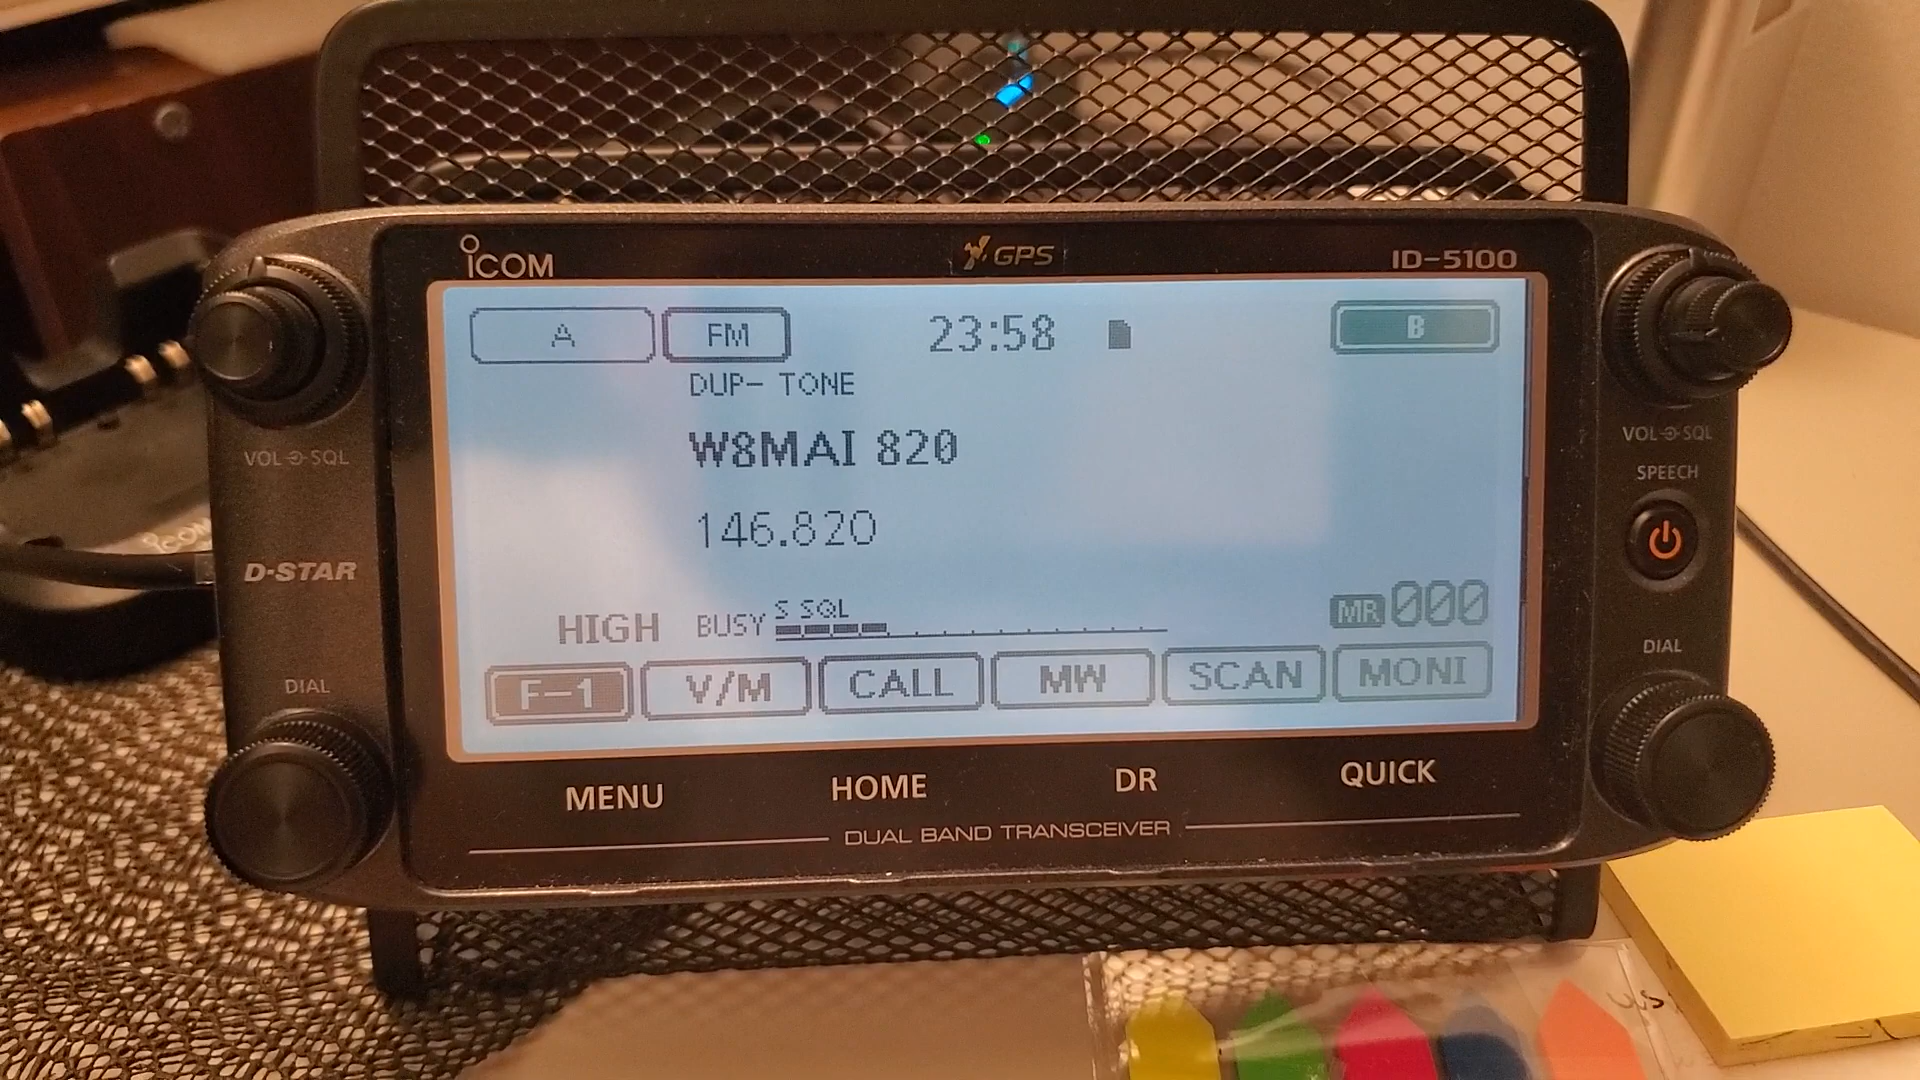 ICOM
GPS
ID-5100
A FM 23:58 B
DUP- TONE
W8MAI 820
146.820
HIGH BUSY S SQL MR 000
F-1 V/M CALL MW SCAN MONI
MENU HOME DR QUICK
DUAL BAND TRANSCEIVER
VOL SQL
D-STAR
DIAL
VOL SQL
SPEECH
DIAL
ICOM